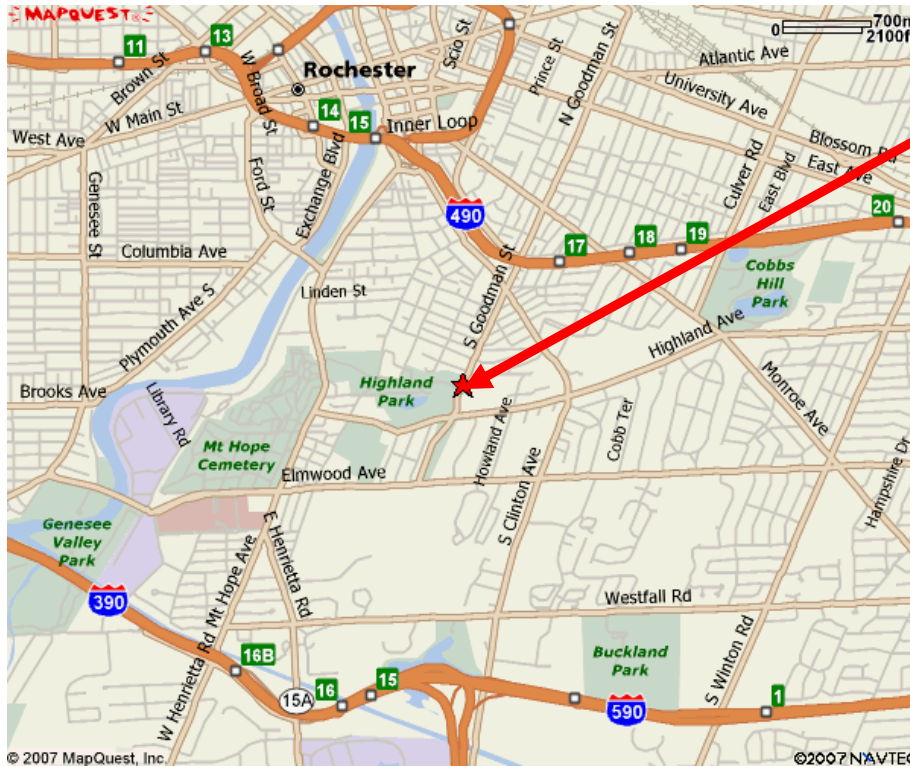 MAPQUEST
0 700m
2100ft
11
13
Brown St
W Broad St
Rochester
Scio St
Prince St
N Goodman St
Atlantic Ave
University Ave
W Main St
14
15
Inner Loop
West Ave
Blossom Rd
East Ave
Genesee St
Ford St
Exchange Blvd
Culver Rd
East Blvd
490
20
17
18
19
Columbia Ave
Cobbs
Hill
Park
Linden St
S Goodman St
Plymouth Ave S
Highland Ave
Brooks Ave
Library Rd
Highland
Park
Monroe Ave
Mt Hope
Cemetery
Howland Ave
Cobb Ter
Elmwood Ave
S Clinton Ave
Hampshire Dr
Genesee
Valley
Park
E Henrietta Rd
Mt Hope Ave
390
Westfall Rd
16B
W Henrietta Rd
Buckland
Park
S Winton Rd
15A
16
15
590
1
© 2007 MapQuest, Inc.
©2007 NAVTEQ